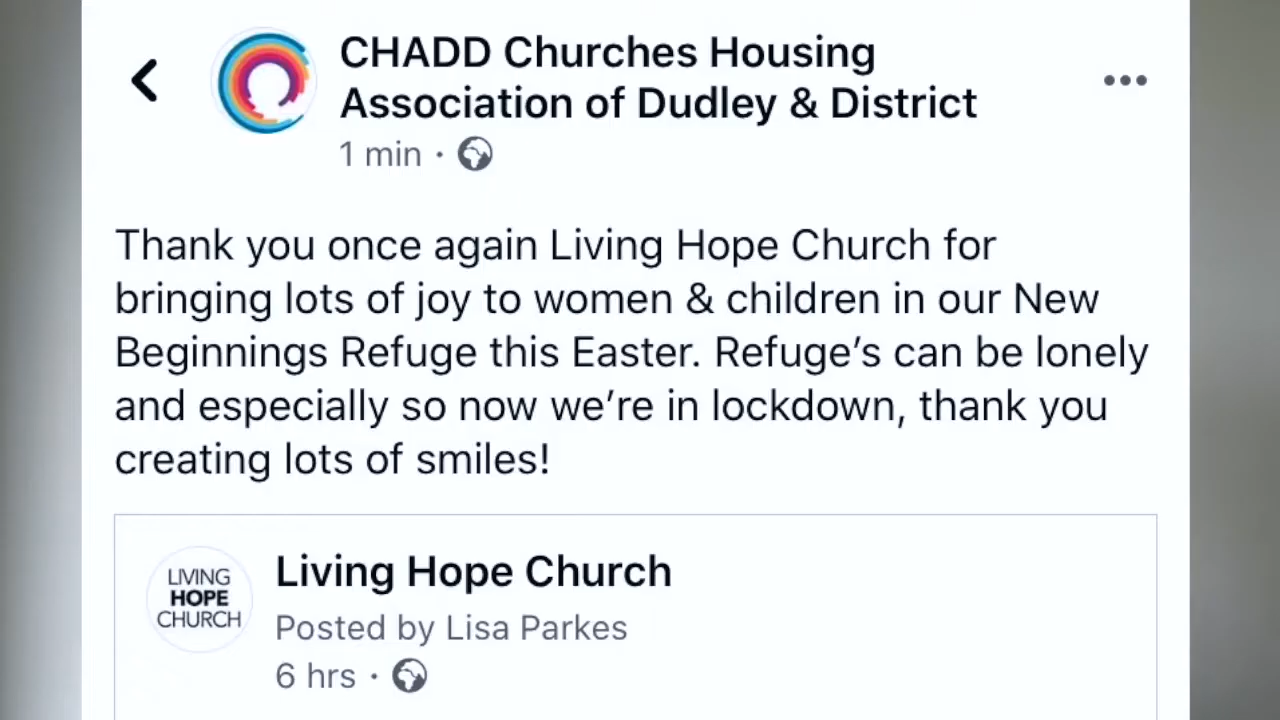 CHADD Churches Housing
Association of Dudley & District
1 min ·
Thank you once again Living Hope Church for
bringing lots of joy to women & children in our New
Beginnings Refuge this Easter. Refuge’s can be lonely
and especially so now we’re in lockdown, thank you
creating lots of smiles!
LIVING
HOPE
CHURCH
Living Hope Church
Posted by Lisa Parkes
6 hrs ·